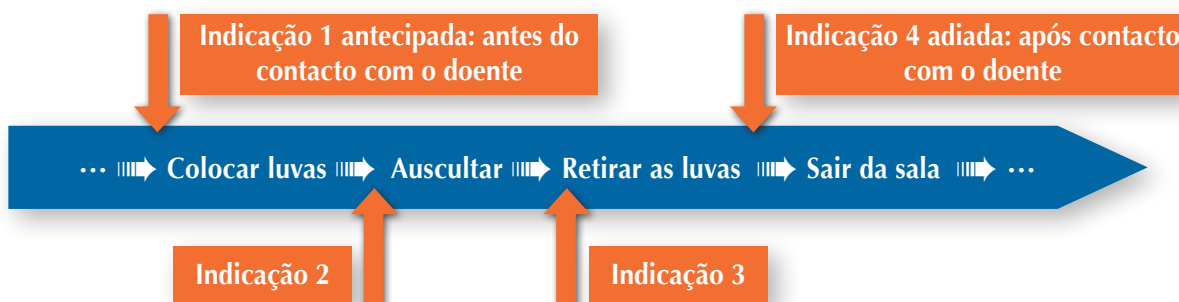 Indicação 1 antecipada: antes do
contacto com o doente
Indicação 4 adiada: após contacto
com o doente
... Colocar luvas Auscultar Retirar as luvas Sair da sala ...
Indicação 2
Indicação 3